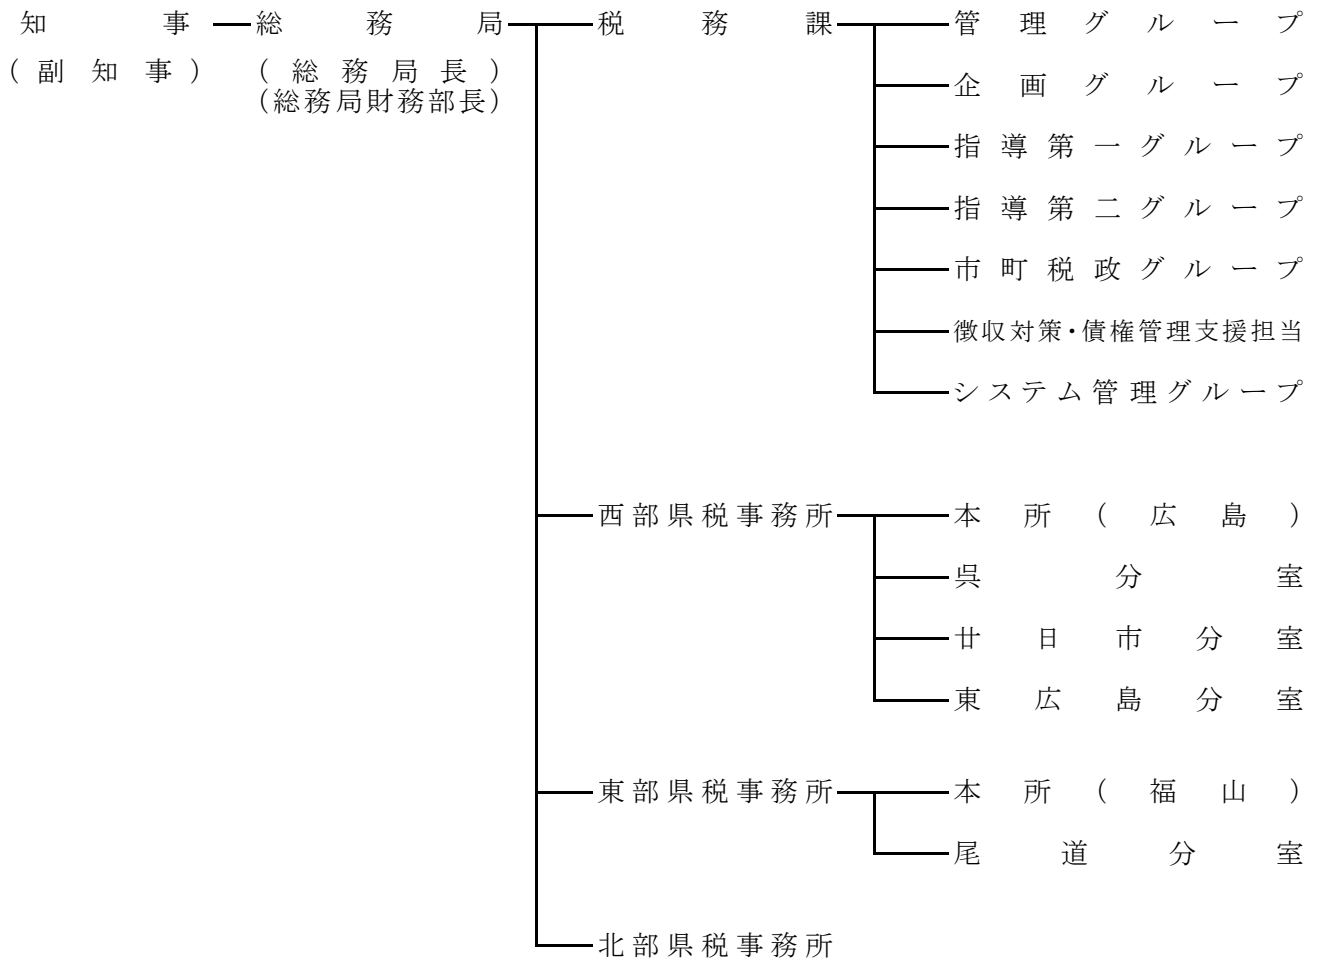 知事 総務局 税務課 管理グループ
(副知事) (総務局長)
(総務局財務部長)
企画グループ
指導第一グループ
指導第二グループ
市町税政グループ
徴収対策・債権管理支援担当
システム管理グループ
西部県税事務所 本所(広島)
呉分室
廿日市分室
東広島分室
東部県税事務所 本所(福山)
尾道分室
北部県税事務所